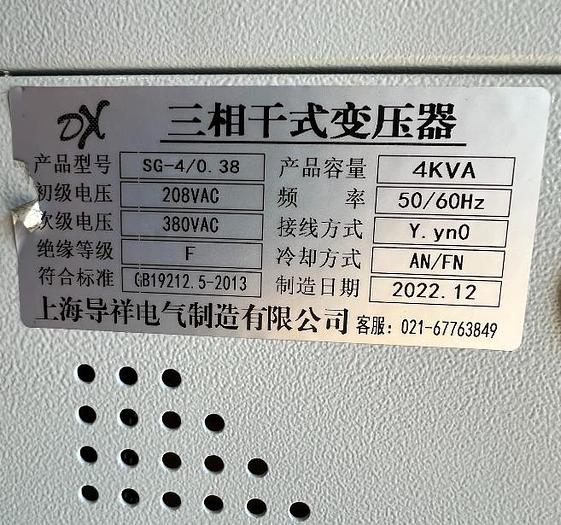 DX 三相干式变压器
产品型号 SG-4/0.38 产品容量 4KVA
初级电压 208VAC 频率 50/60Hz
次级电压 380VAC 接线方式 Y.yn0
绝缘等级 F 冷却方式 AN/FN
符合标准 GB19212.5-2013 制造日期 2022.12
上海导祥电气制造有限公司 客服：021-67763849